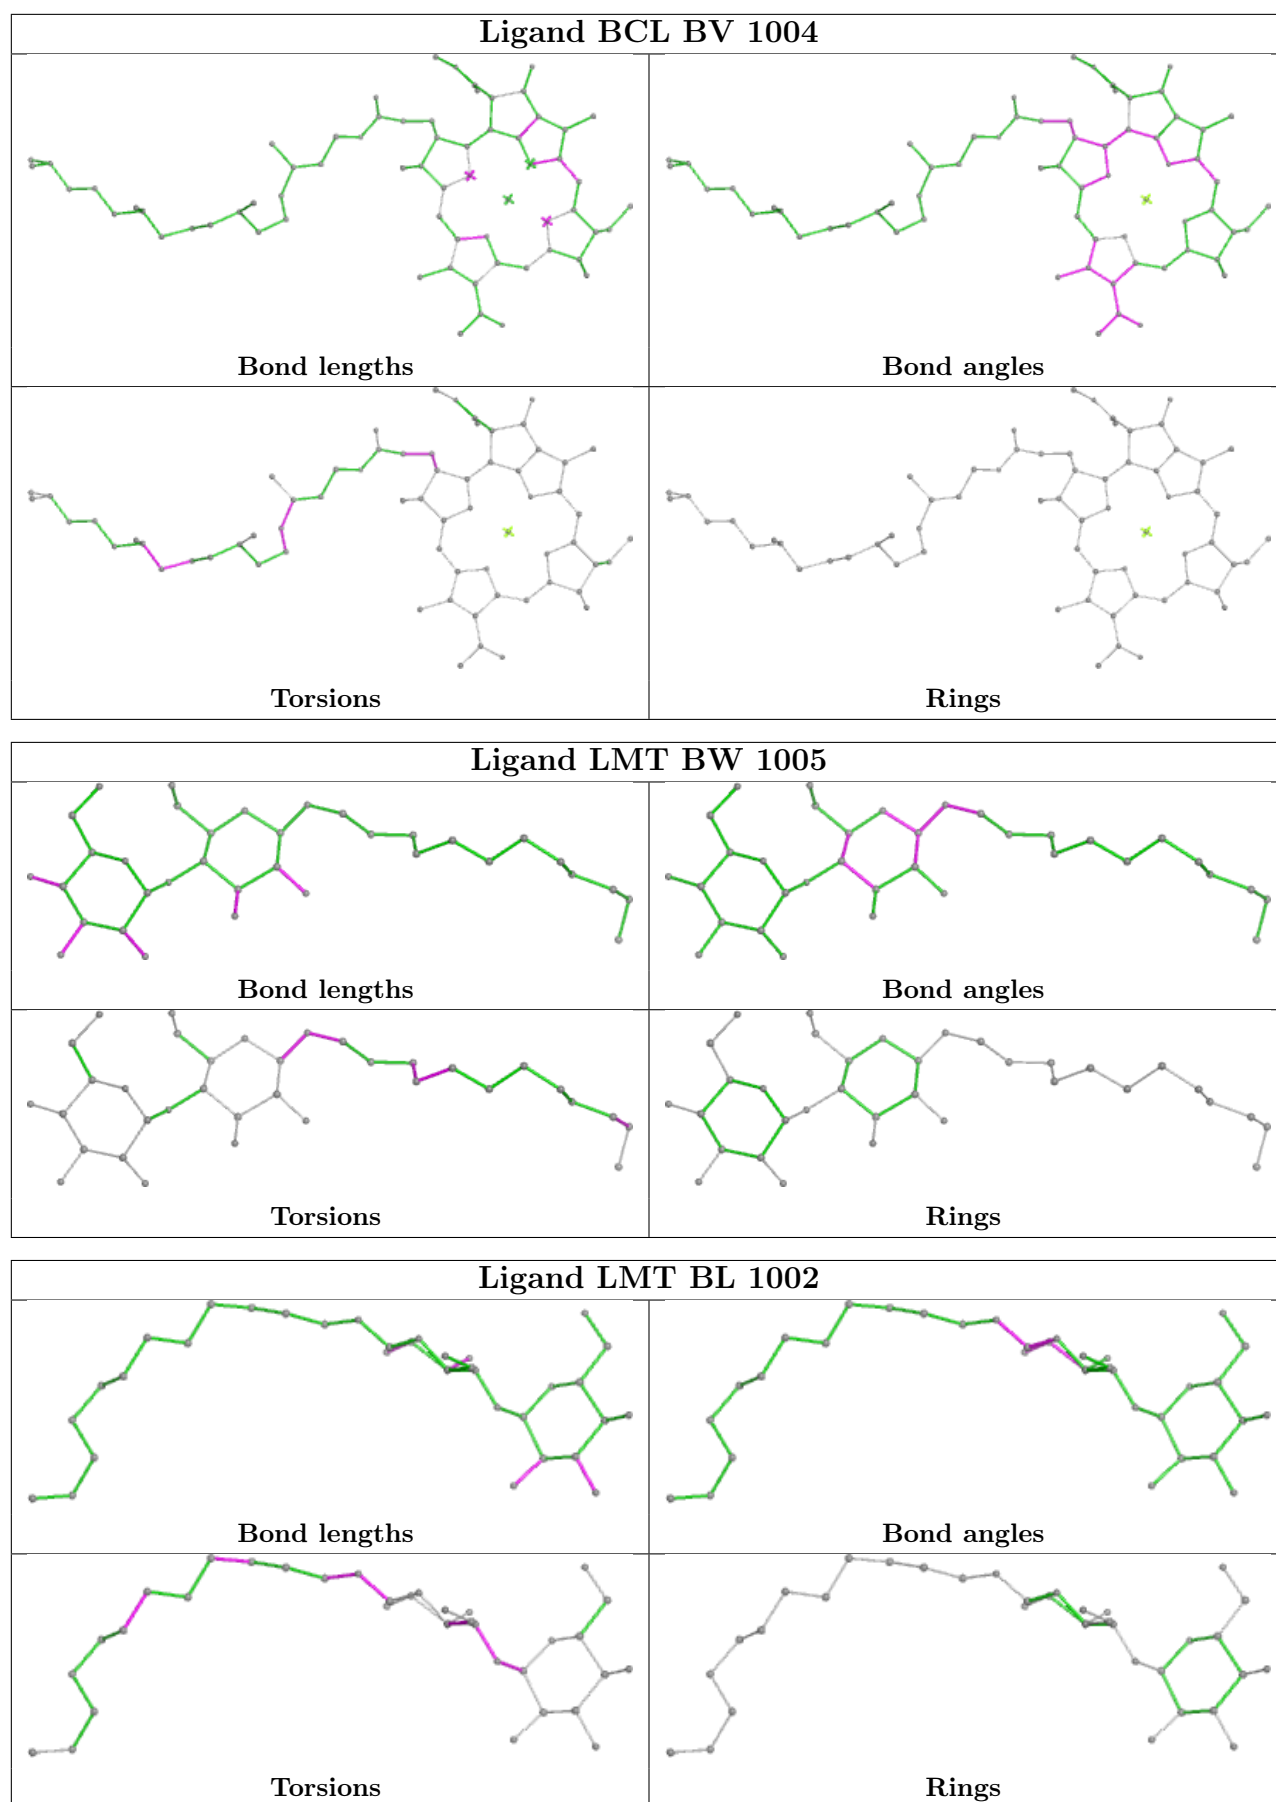 Ligand BCL BV 1004
Bond lengths
Bond angles
Torsions
Rings
Ligand LMT BW 1005
Bond lengths
Bond angles
Torsions
Rings
Ligand LMT BL 1002
Bond lengths
Bond angles
Torsions
Rings